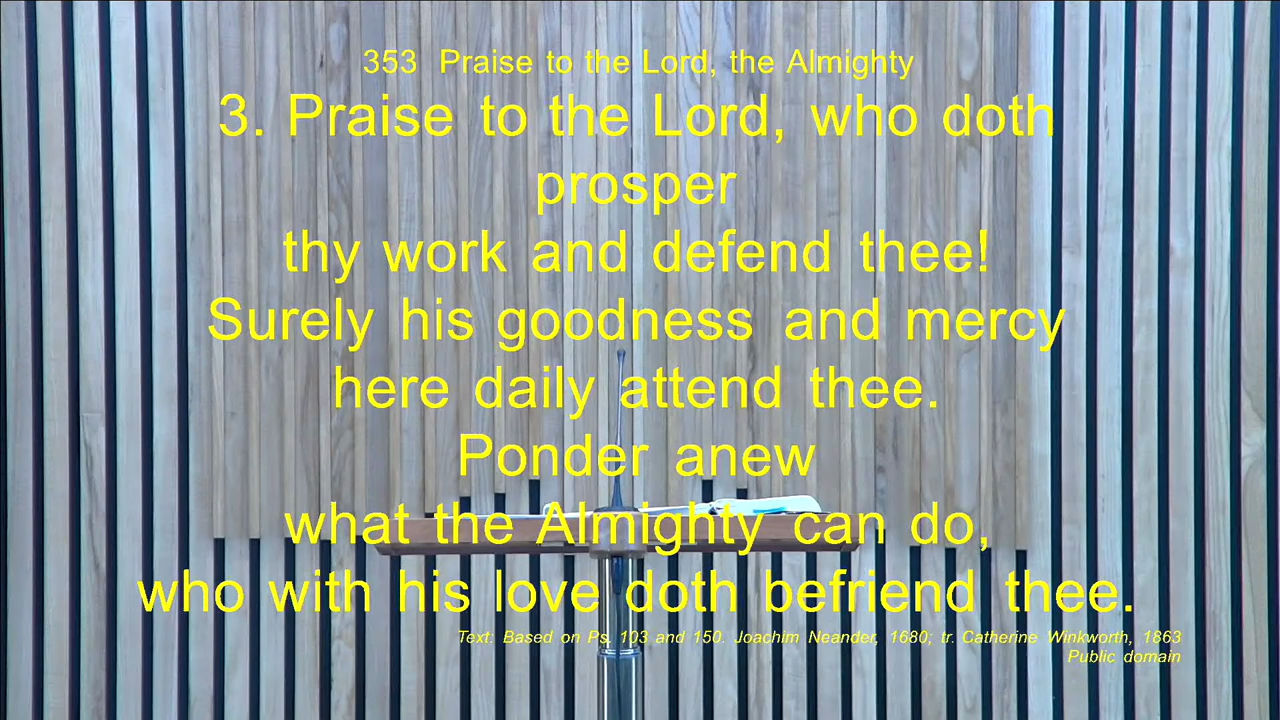 353 Praise to the Lord, the Almighty
3. Praise to the Lord, who doth
prosper
thy work and defend thee!
Surely his goodness and mercy
here daily attend thee.
Ponder anew
what the Almighty can do,
who with his love doth befriend thee.
Text: Based on Ps. 103 and 150. Joachim Neander, 1680; tr. Catherine Winkworth, 1863
Public domain